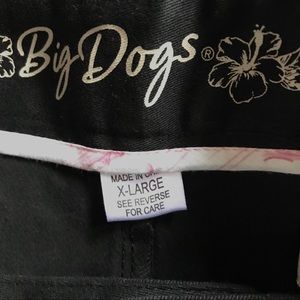 Big Dogs®
MADE IN
X-LARGE
SEE REVERSE
FOR CARE